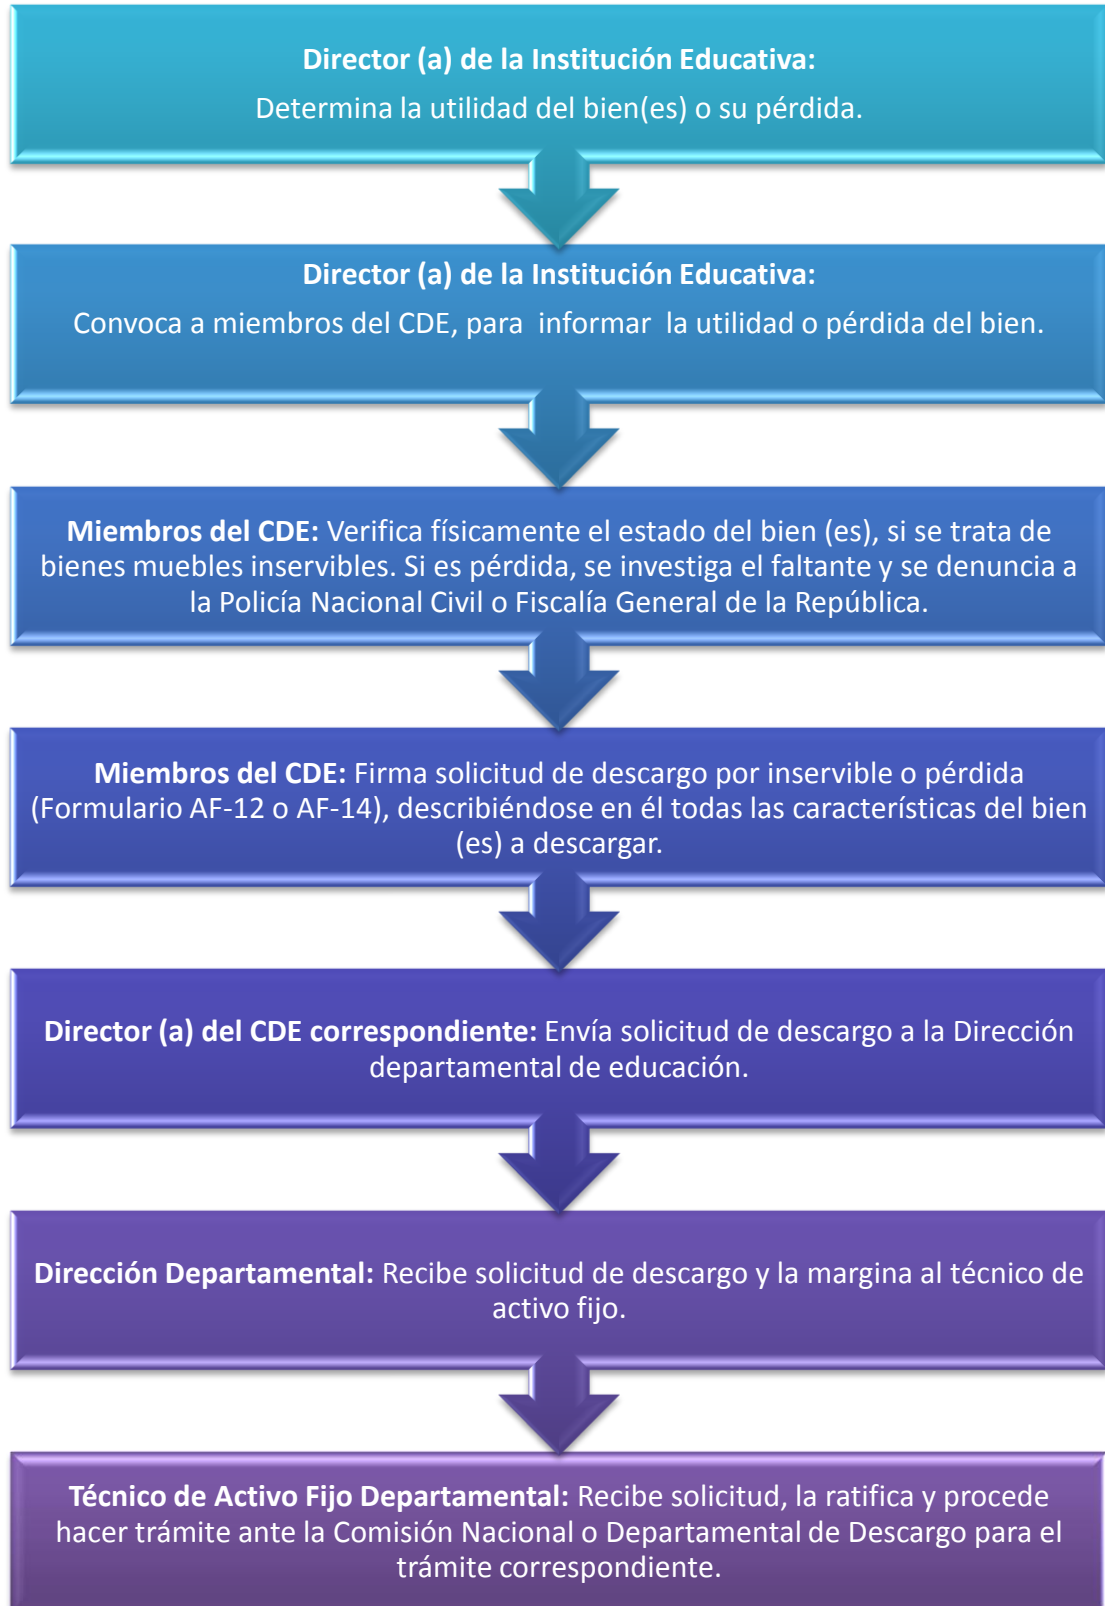 Director (a) de la Institución Educativa:
Determina la utilidad del bien(es) o su pérdida.
Director (a) de la Institución Educativa:
Convoca a miembros del CDE, para informar la utilidad o pérdida del bien.
Miembros del CDE: Verifica físicamente el estado del bien (es), si se trata de
bienes muebles inservibles. Si es pérdida, se investiga el faltante y se denuncia a
la Policía Nacional Civil o Fiscalía General de la República.
Miembros del CDE: Firma solicitud de descargo por inservible o pérdida
(Formulario AF-12 o AF-14), describiéndose en él todas las características del bien
(es) a descargar.
Director (a) del CDE correspondiente: Envía solicitud de descargo a la Dirección
departamental de educación.
Dirección Departamental: Recibe solicitud de descargo y la margina al técnico de
activo fijo.
Técnico de Activo Fijo Departamental: Recibe solicitud, la ratifica y procede
hacer trámite ante la Comisión Nacional o Departamental de Descargo para el
trámite correspondiente.